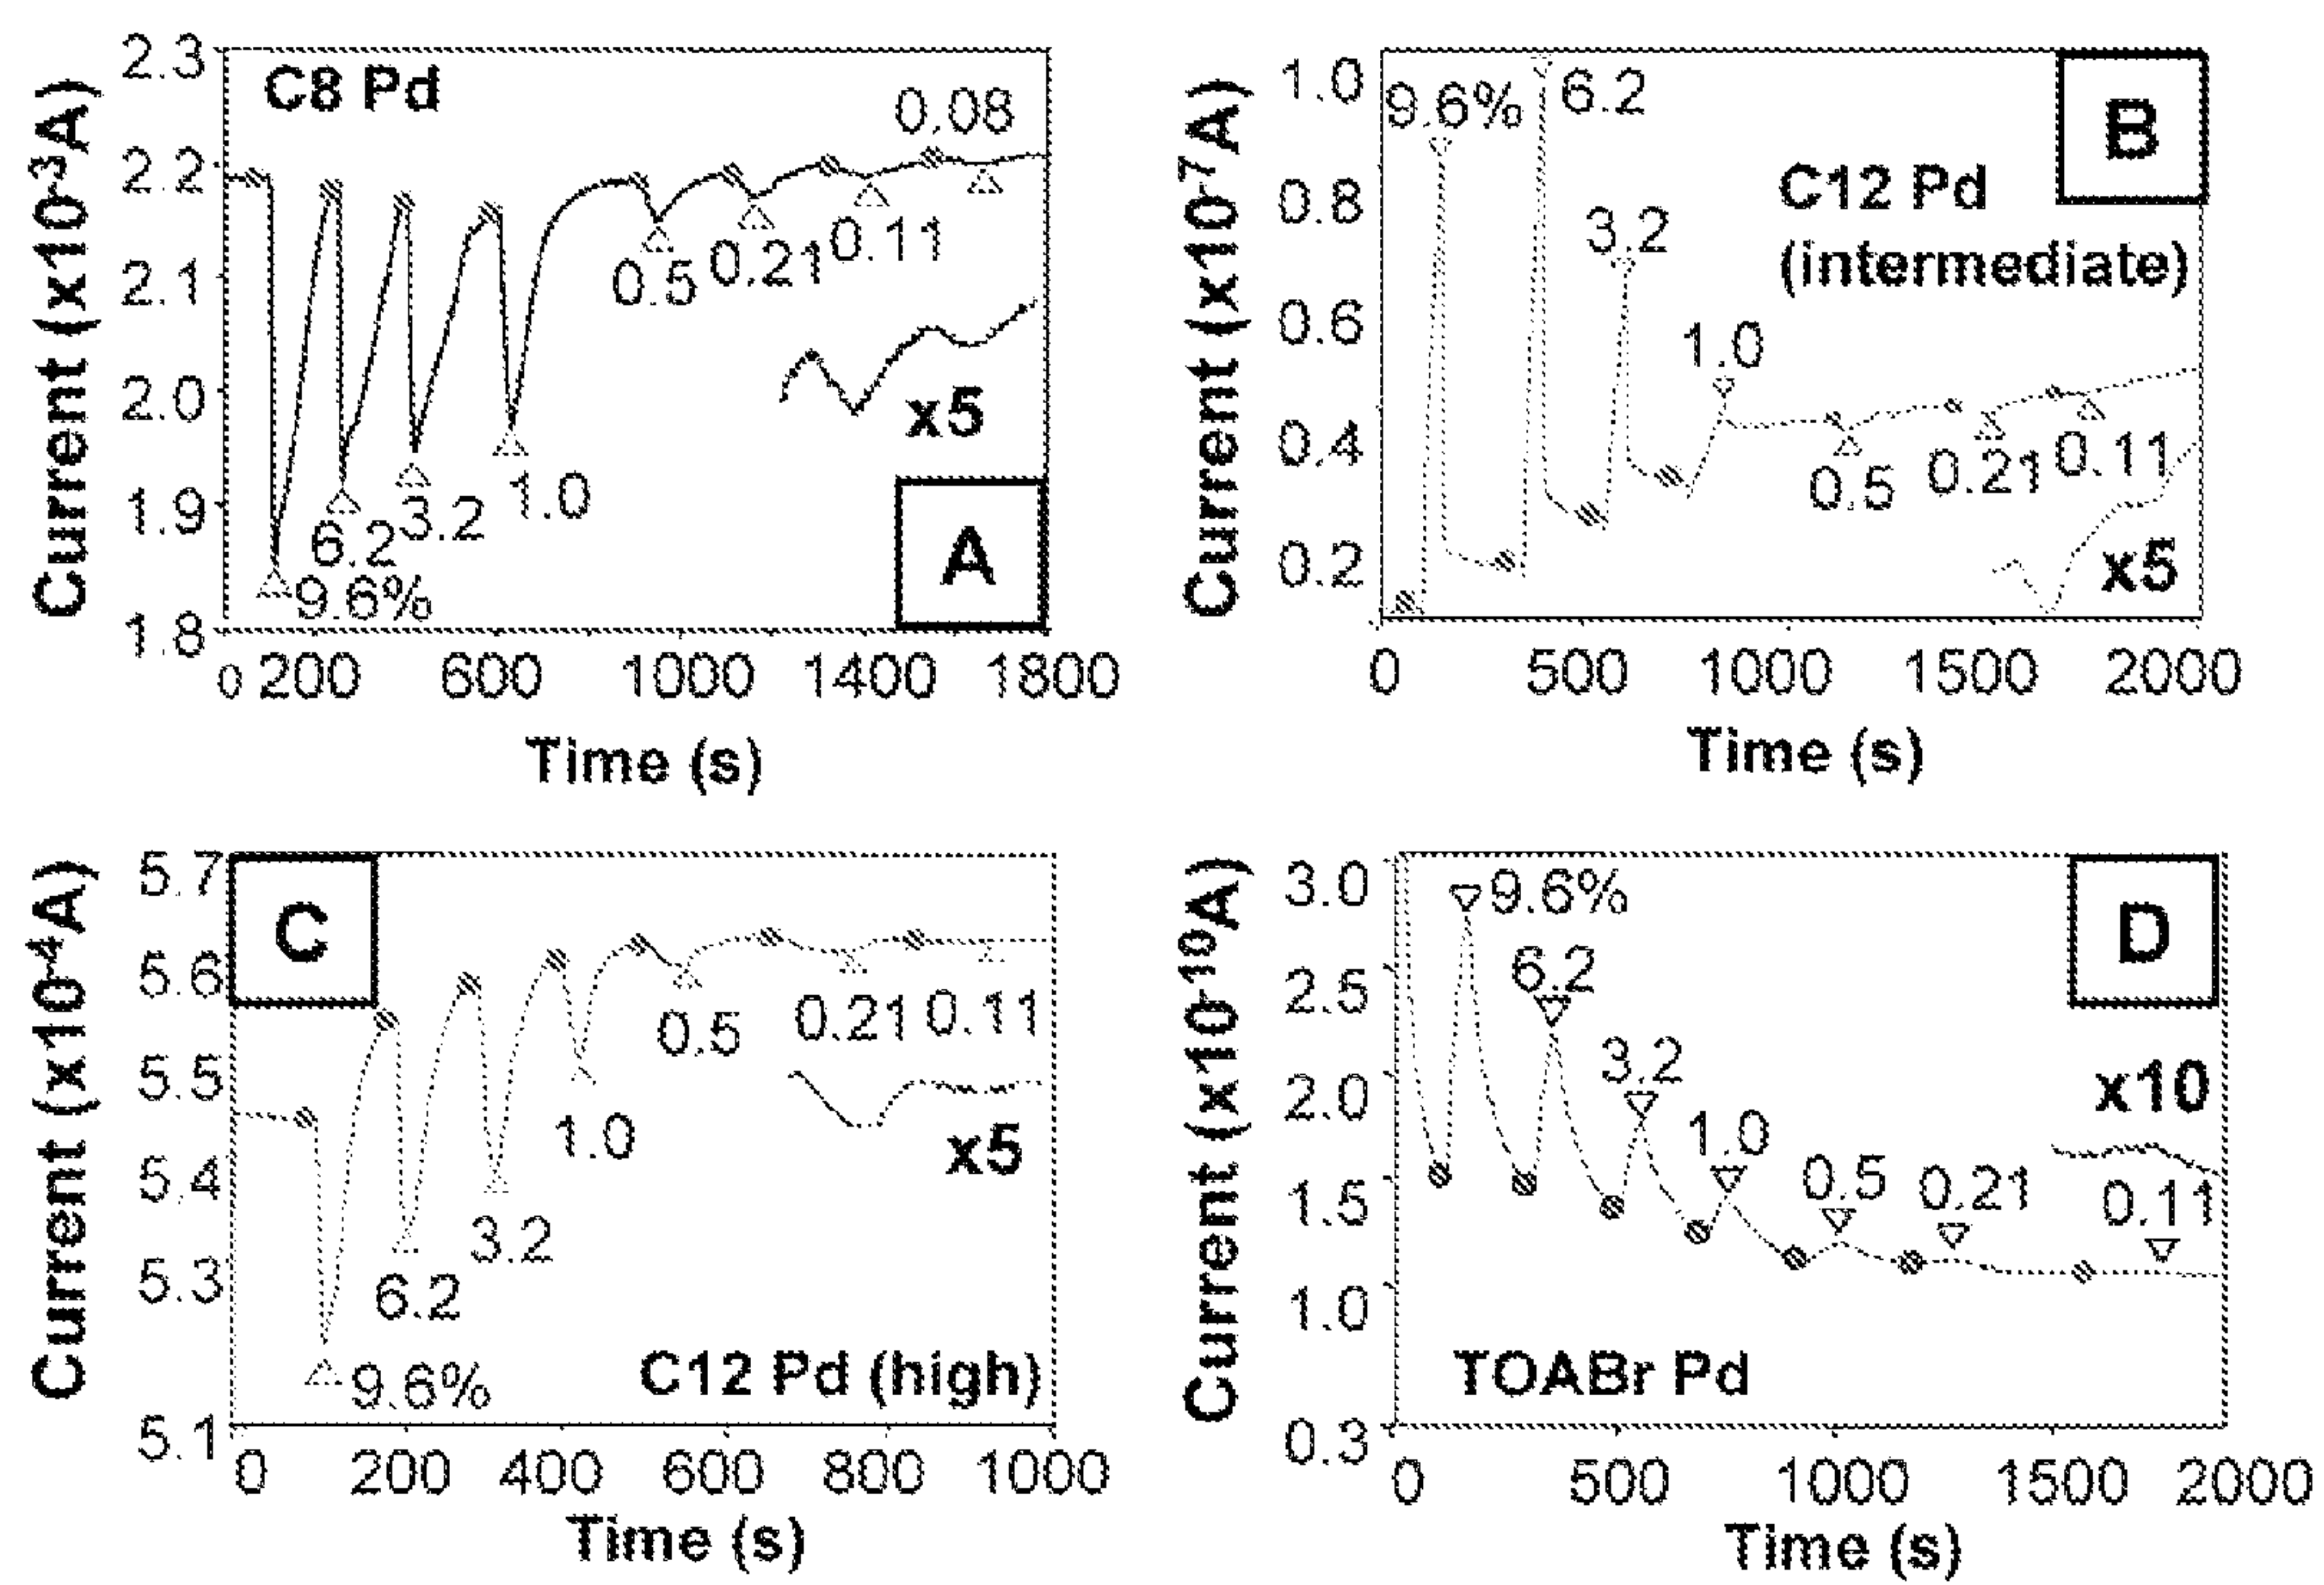 2.3
C8 Pd
0.08
2.2
2.1
0.5 0.21 0.11
2.0
x5
1.9
6.2 3.2 1.0
9.6%
A
1.8
0 200 600 1000 1400 1800
Current (x10-3A)
Time (s)
1.0
9.6% 6.2
B
0.8
C12 Pd
(intermediate)
3.2
0.6
1.0
0.4
0.5 0.21 0.11
0.2
x5
0 500 1000 1500 2000
Current (x10-7A)
Time (s)
5.7
C
5.6
0.5 0.21 0.11
5.5
1.0
x5
5.4
3.2
5.3
6.2
9.6%
C12 Pd (high)
5.1
0 200 400 600 800 1000
Current (x10-4A)
Time (s)
3.0
9.6%
D
2.5
6.2
2.0
3.2
x10
1.0
1.5
0.5 0.21 0.11
1.0
TOABr Pd
0.3
0 500 1000 1500 2000
Current (x10-10A)
Time (s)